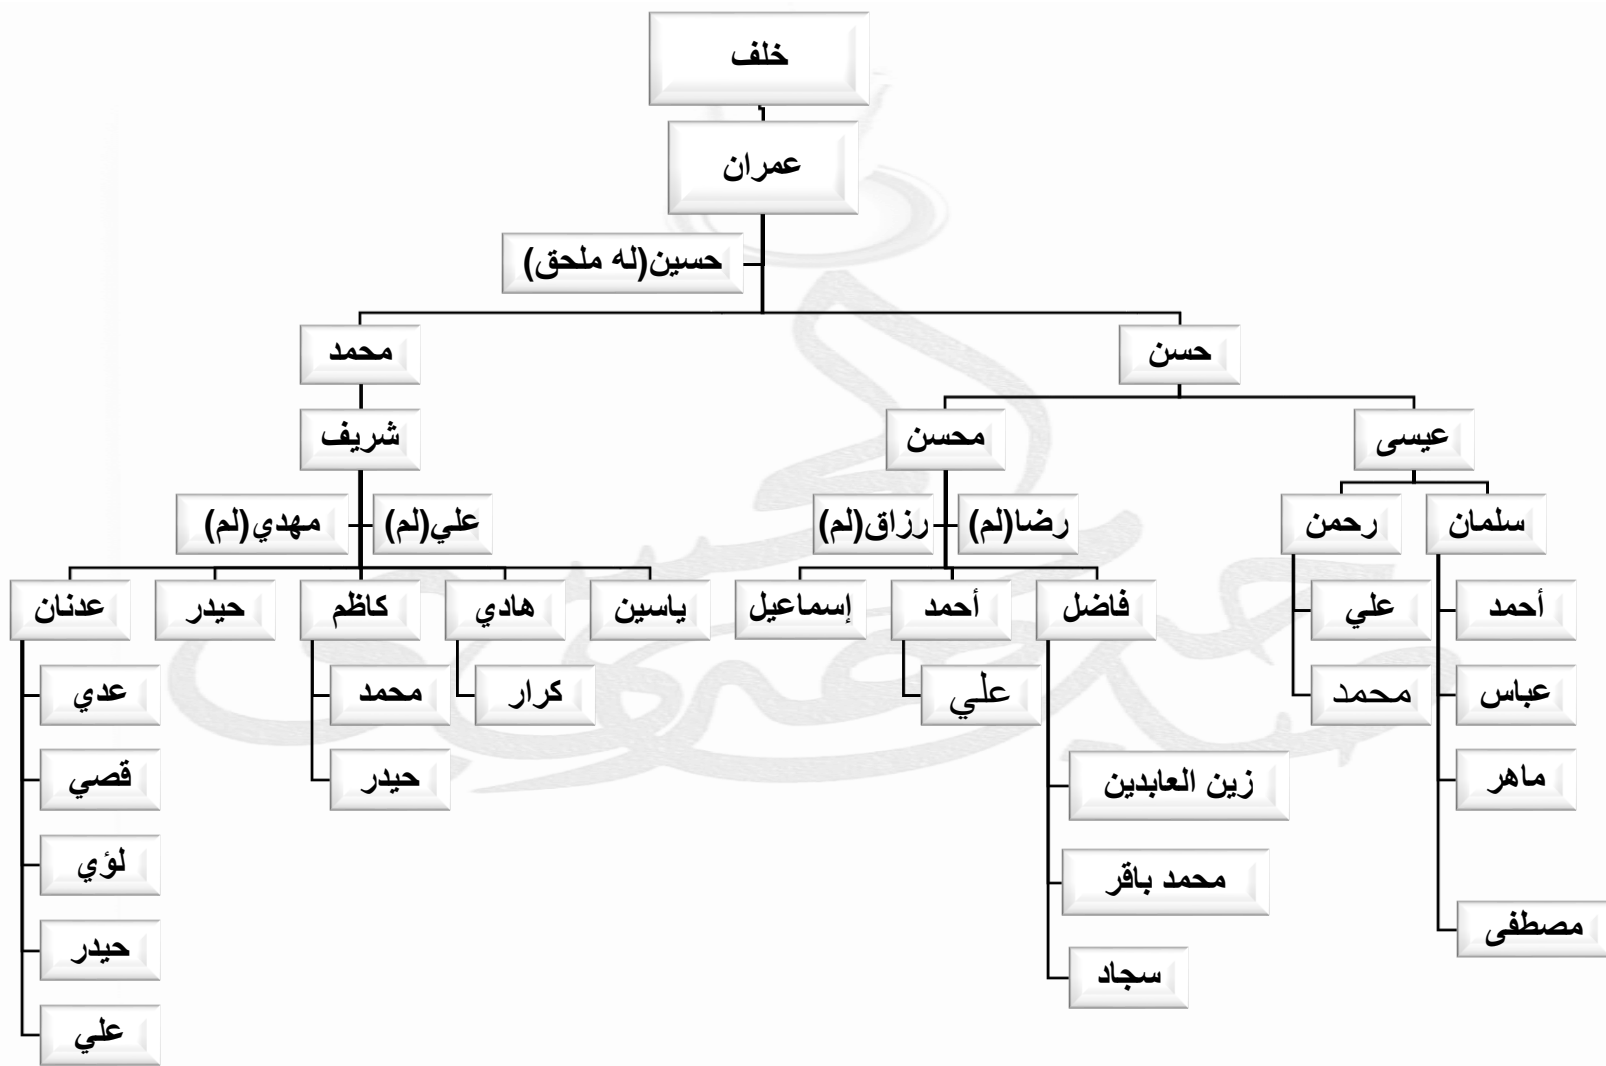 خلف
عمران
حسين(له ملحق)
حسن
محمد
عيسى
محسن
شريف
سلمان
رحمن
رضا(لم)
رزاق(لم)
علي(لم)
مهدي(لم)
أحمد
علي
فاضل
أحمد
إسماعيل
ياسين
هادي
كاظم
حيدر
عدنان
عباس
محمد
علي
كرار
محمد
عدي
ماهر
زين العابدين
حيدر
قصي
محمد باقر
لؤي
مصطفى
سجاد
حيدر
علي